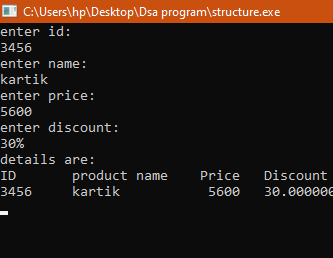 C:\Users\hp\Desktop\Dsa program\structure.exe
enter id:
3456
enter name:
kartik
enter price:
5600
enter discount:
30%
details are:
ID product name Price Discount
3456 kartik 5600 30.000000